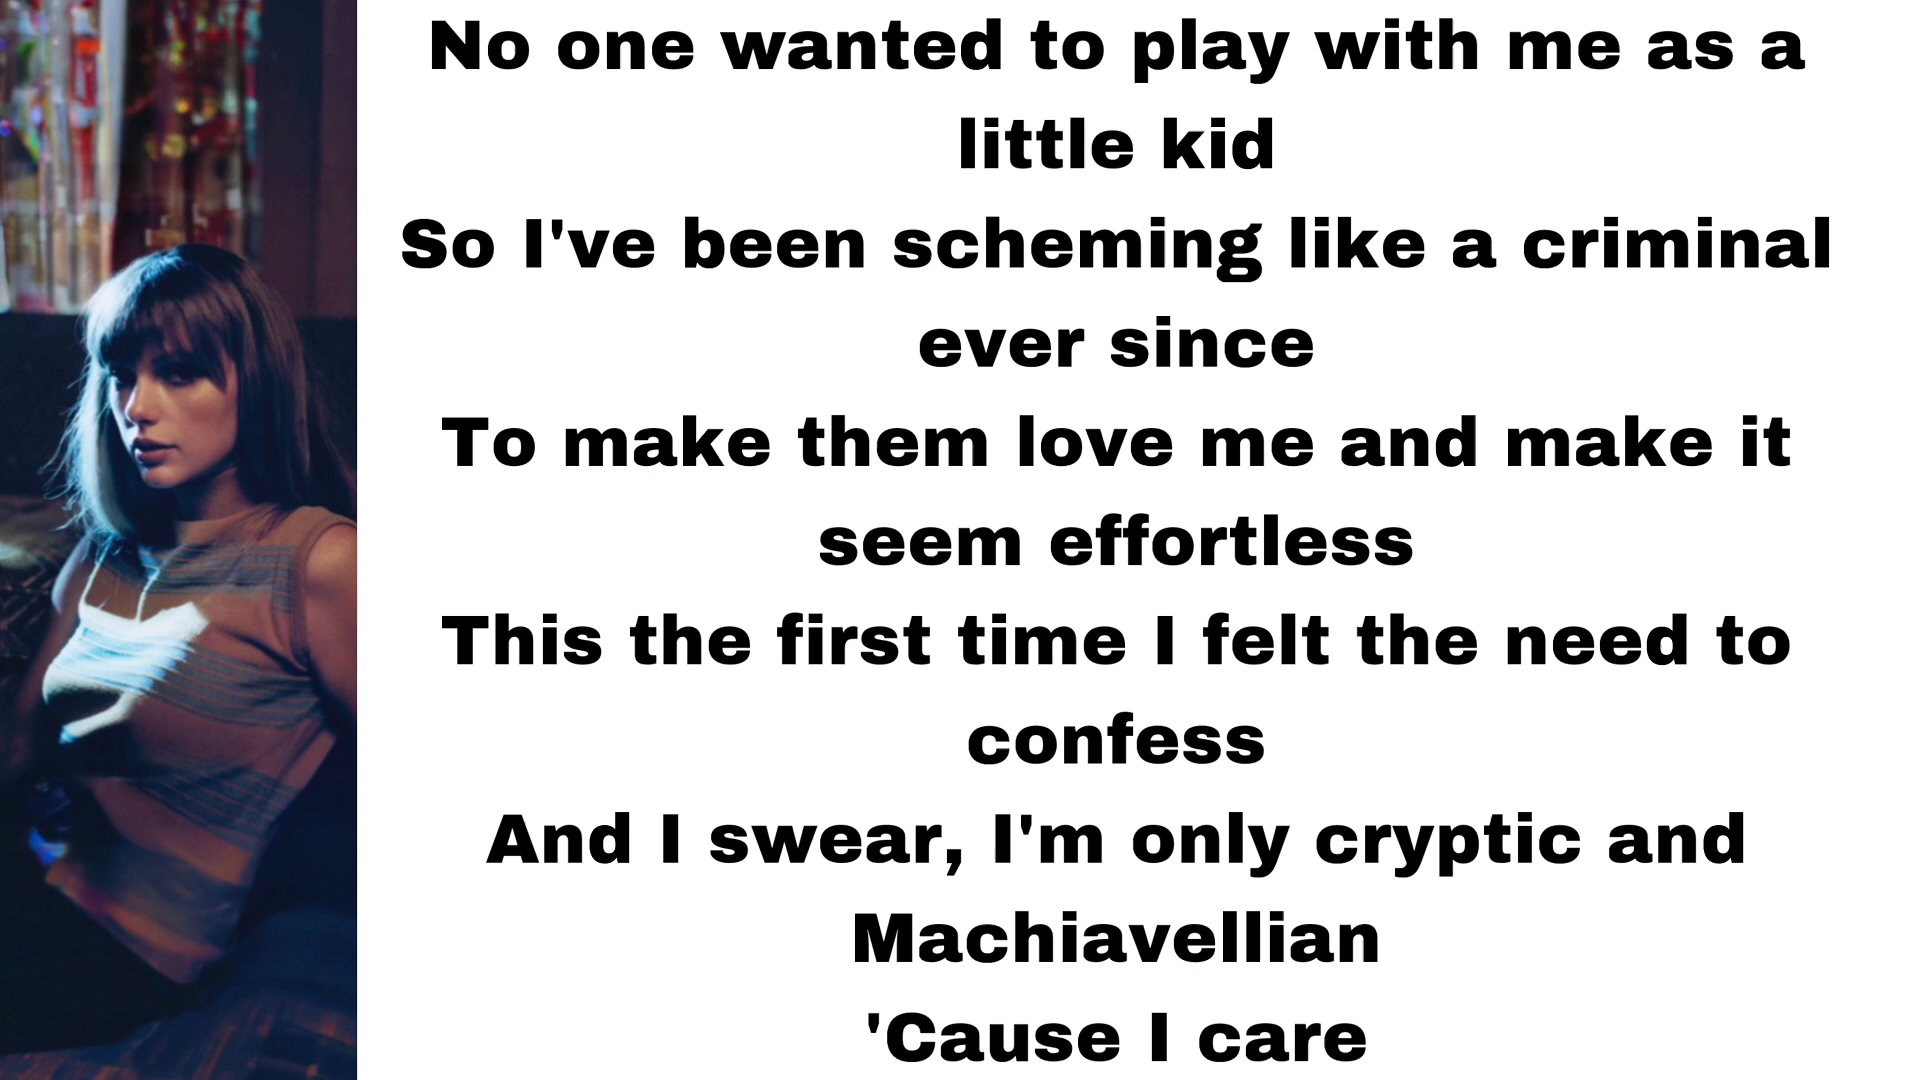 No one wanted to play with me as a
little kid
So I've been scheming like a criminal
ever since
To make them love me and make it
seem effortless
This the first time I felt the need to
confess
And I swear, I'm only cryptic and
Machiavellian
'Cause I care